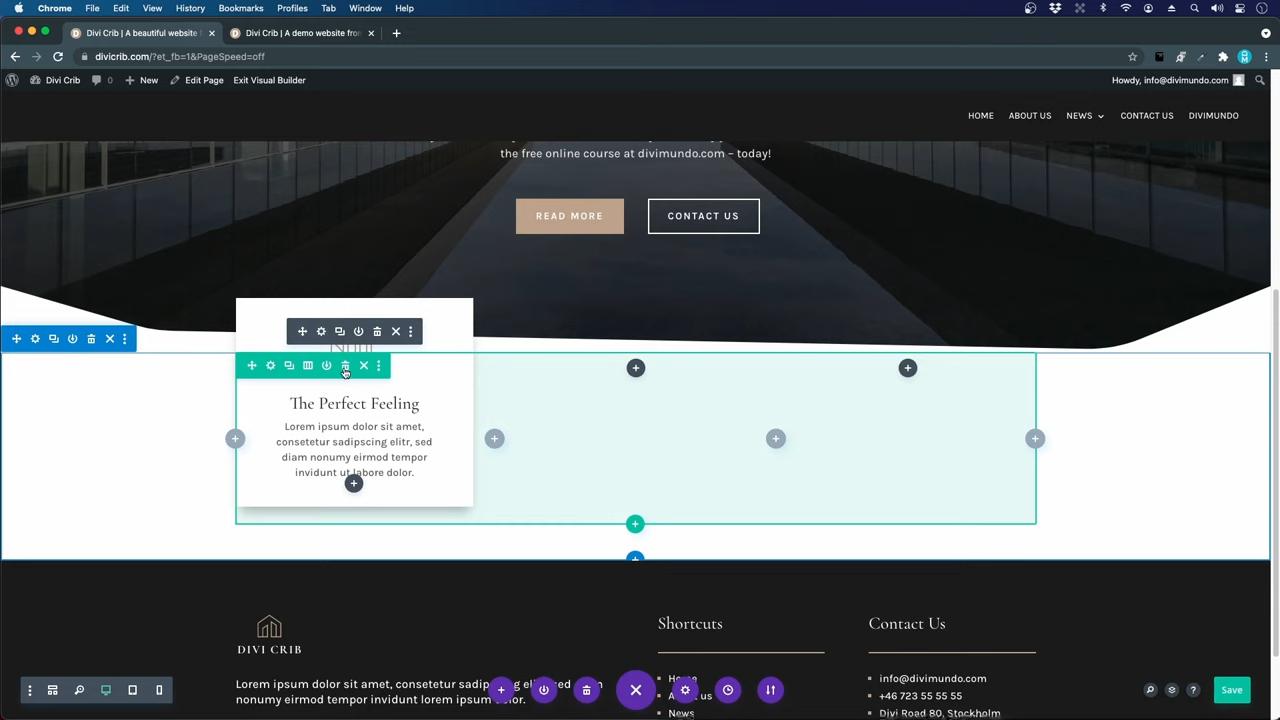 Chrome File Edit View History Bookmarks Profiles Tab Window Help
Divi Crib | A beautiful website f
Divi Crib | A demo website fron
divicrib.com/?et_fb=1&PageSpeed=off
Divi Crib 0 New Edit Page Exit Visual Builder Howdy, info@divimundo.com
HOME ABOUT US NEWS CONTACT US DIVIMUNDO
the free online course at divimundo.com – today!
READ MORE CONTACT US
The Perfect Feeling
Lorem ipsum dolor sit amet,
consetetur sadipscing elitr, sed
diam nonumy eirmod tempor
invidunt ut labore dolor.
DIVI CRIB
Lorem ipsum dolor sit amet, consetetur
nonumy eirmod tempor invidunt ut labore dolor.
Shortcuts
News
Contact Us
info@divimundo.com
+46 723 55 55 55
Divi Road 80, Stockholm
Save